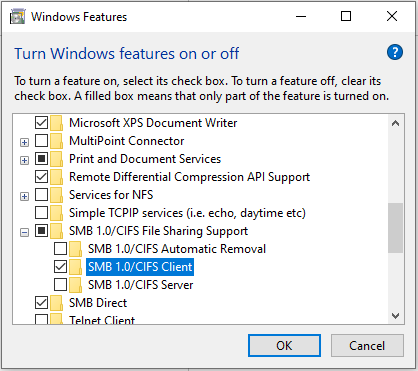 Windows Features
Turn Windows features on or off
?
To turn a feature on, select its check box. To turn a feature off, clear its
check box. A filled box means that only part of the feature is turned on.
Microsoft XPS Document Writer
MultiPoint Connector
Print and Document Services
Remote Differential Compression API Support
Services for NFS
Simple TCPIP services (i.e. echo, daytime etc)
SMB 1.0/CIFS File Sharing Support
SMB 1.0/CIFS Automatic Removal
SMB 1.0/CIFS Client
SMB 1.0/CIFS Server
SMB Direct
Telnet Client
OK
Cancel